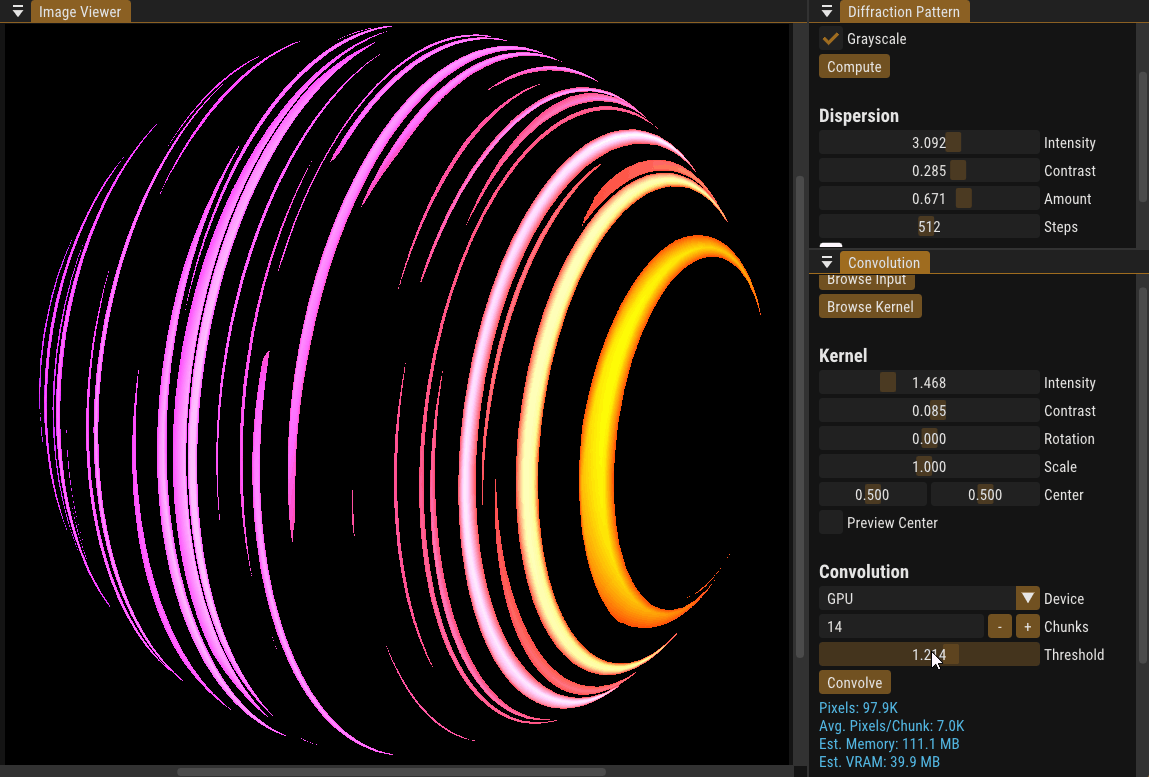 Image Viewer
Diffraction Pattern
Grayscale
Compute
Dispersion
3.092 Intensity
0.285 Contrast
0.671 Amount
512 Steps
Convolution
Browse Input
Browse Kernel
Kernel
1.468 Intensity
0.085 Contrast
0.000 Rotation
1.000 Scale
0.500 0.500 Center
Preview Center
Convolution
GPU Device
14 - + Chunks
1.214 Threshold
Convolve
Pixels: 97.9K
Avg. Pixels/Chunk: 7.0K
Est. Memory: 111.1 MB
Est. VRAM: 39.9 MB